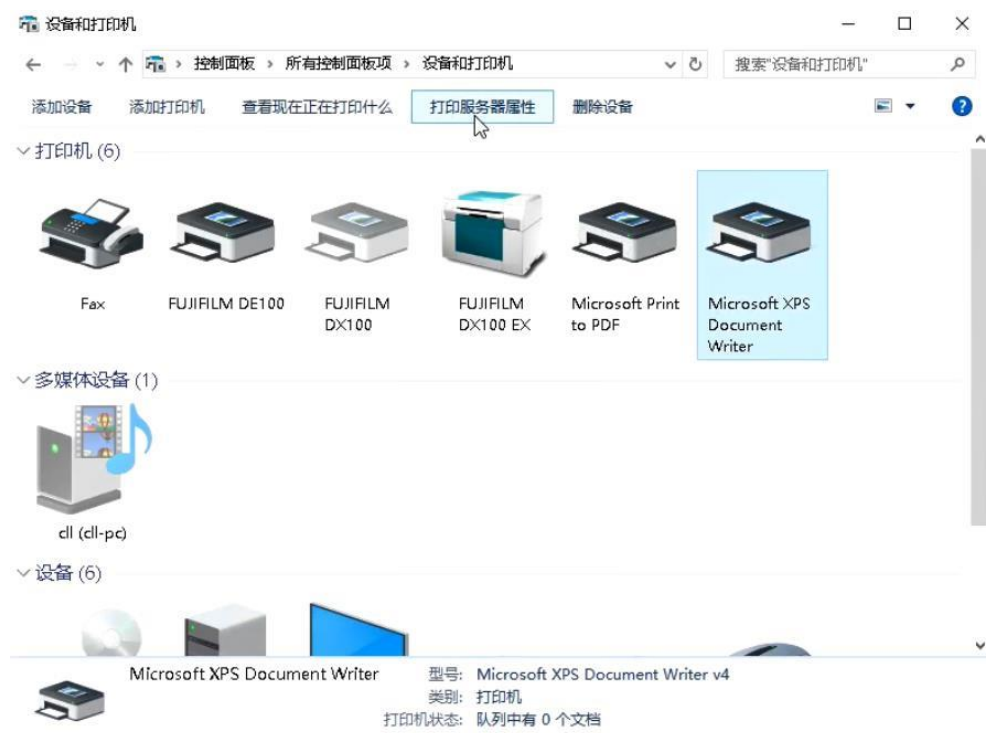 设备和打印机
控制面板 › 所有控制面板项 › 设备和打印机
搜索"设备和打印机"
添加设备 添加打印机 查看现在正在打印什么 打印服务器属性 删除设备
打印机 (6)
Fax
FUJIFILM DE100
FUJIFILM
DX100
FUJIFILM
DX100 EX
Microsoft Print
to PDF
Microsoft XPS
Document
Writer
多媒体设备 (1)
cll (cll-pc)
设备 (6)
Microsoft XPS Document Writer
型号: Microsoft XPS Document Writer v4
类别: 打印机
打印机状态: 队列中有 0 个文档